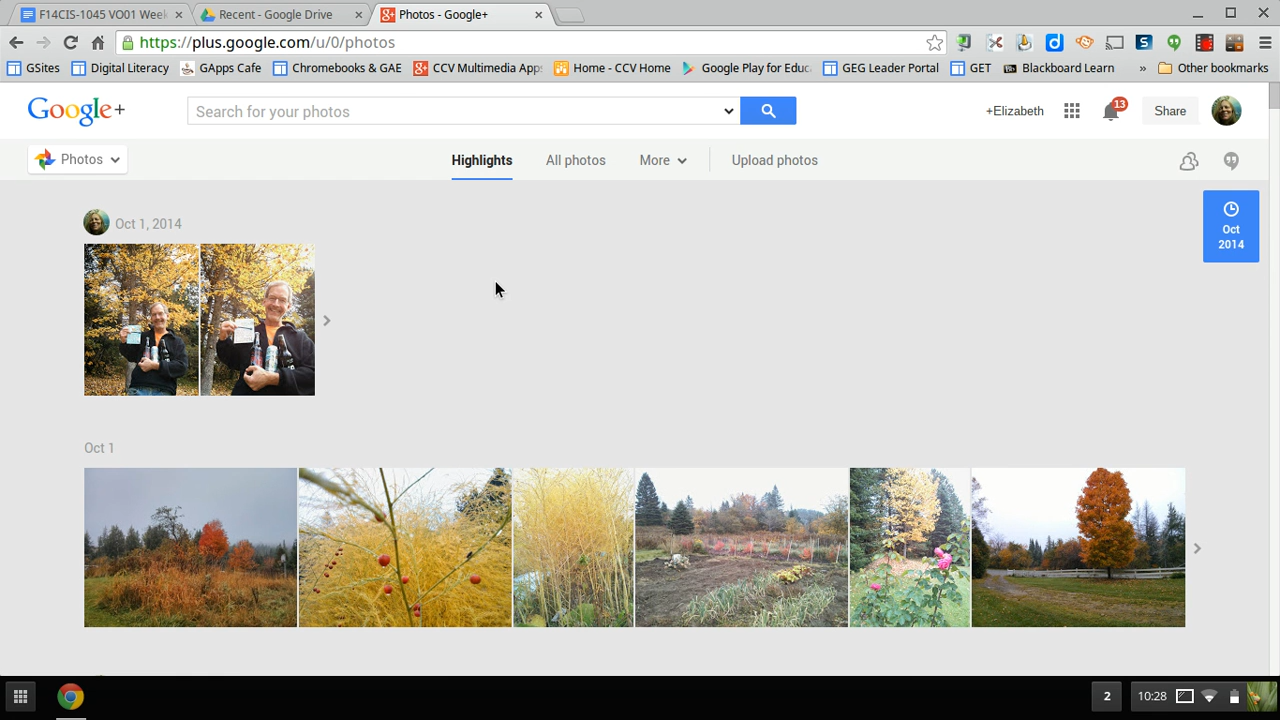 F14CIS-1045 VO01 Week
Recent - Google Drive
Photos - Google+
https://plus.google.com/u/0/photos
GSites
Digital Literacy
GApps Cafe
Chromebooks & GAE
CCV Multimedia App
Home - CCV Home
Google Play for Educ
GEG Leader Portal
GET
Blackboard Learn
»
Other bookmarks
Google+
Search for your photos
+Elizabeth
13
Share
Photos
Highlights
All photos
More
Upload photos
Oct 1, 2014
Oct
2014
Oct 1
2
10:28